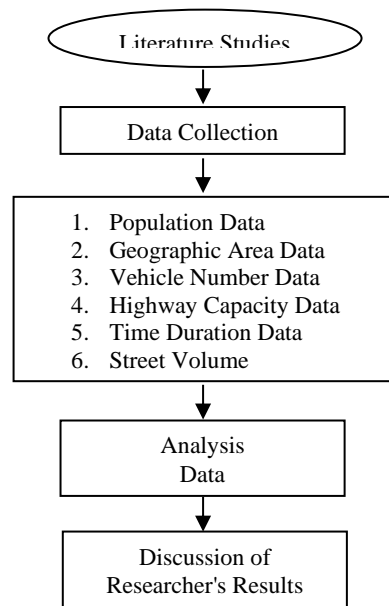 Literature Studies
Data Collection
1. Population Data
2. Geographic Area Data
3. Vehicle Number Data
4. Highway Capacity Data
5. Time Duration Data
6. Street Volume
Analysis
Data
Discussion of
Researcher's Results